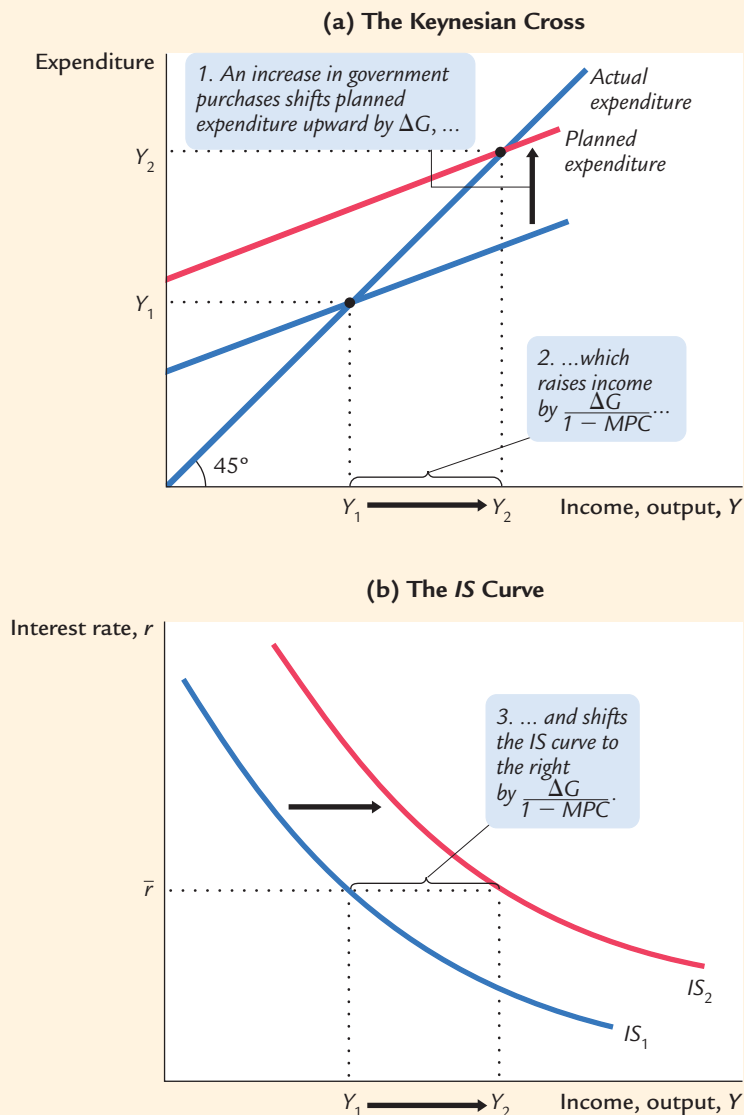 (a) The Keynesian Cross
Expenditure
1. An increase in government
purchases shifts planned
expenditure upward by ΔG, ...
Actual
expenditure
Planned
expenditure
Y₂
Y₁
2. ...which
raises income
by ΔG/1 − MPC...
45°
Y₁
Y₂
Income, output, Y
(b) The IS Curve
Interest rate, r
3. ... and shifts
the IS curve to
the right
by ΔG/1 − MPC.
r̅
IS₂
IS₁
Y₁
Y₂
Income, output, Y